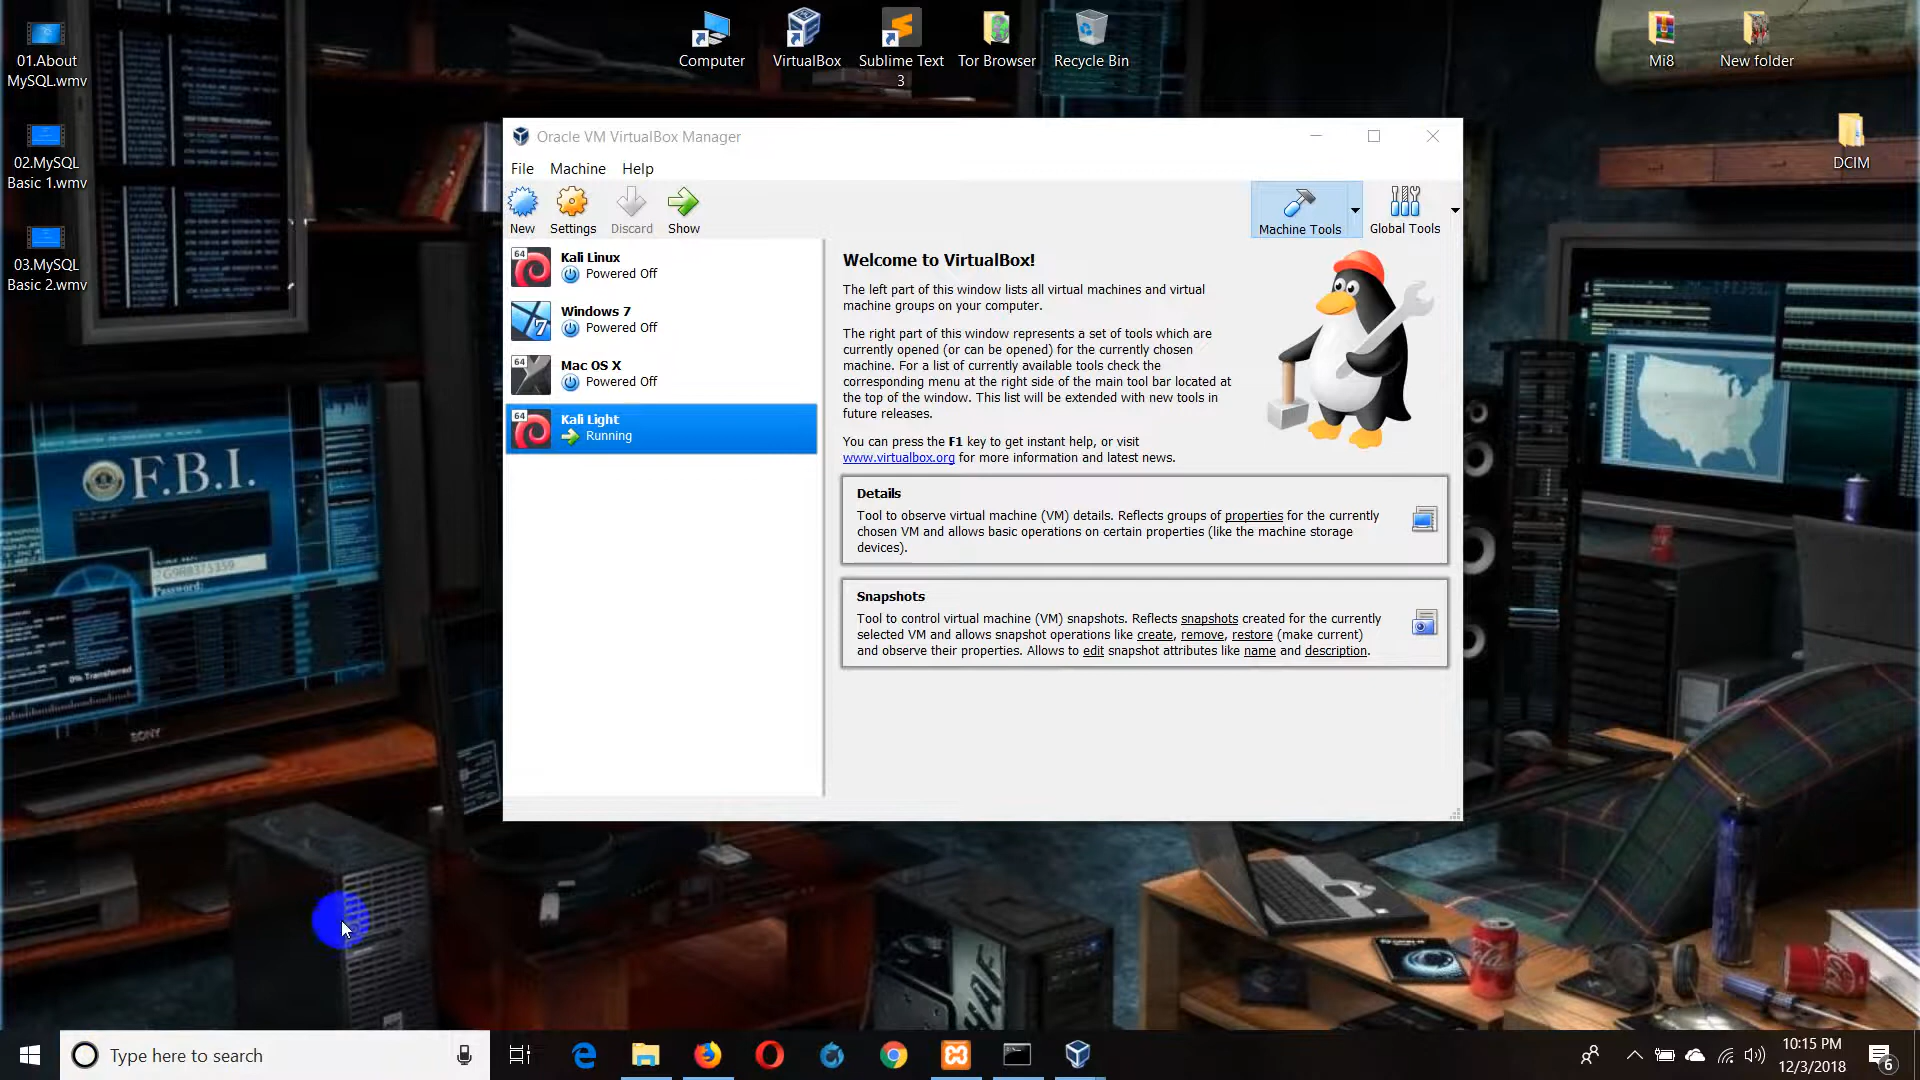 01.About
MySQL.wmv
02.MySQL
Basic 1.wmv
03.MySQL
Basic 2.wmv
Computer
VirtualBox
Sublime Text
3
Tor Browser
Recycle Bin
Mi8
New folder
DCIM
Oracle VM VirtualBox Manager
File Machine Help
New Settings Discard Show
Machine Tools Global Tools
64
Kali Linux
Powered Off
7
Windows 7
Powered Off
64
Mac OS X
Powered Off
64
Kali Light
Running
Welcome to VirtualBox!
The left part of this window lists all virtual machines and virtual
machine groups on your computer.
The right part of this window represents a set of tools which are
currently opened (or can be opened) for the currently chosen
machine. For a list of currently available tools check the
corresponding menu at the right side of the main tool bar located at
the top of the window. This list will be extended with new tools in
future releases.
You can press the F1 key to get instant help, or visit
www.virtualbox.org for more information and latest news.
Details
Tool to observe virtual machine (VM) details. Reflects groups of properties for the currently
chosen VM and allows basic operations on certain properties (like the machine storage
devices).
Snapshots
Tool to control virtual machine (VM) snapshots. Reflects snapshots created for the currently
selected VM and allows snapshot operations like create, remove, restore (make current)
and observe their properties. Allows to edit snapshot attributes like name and description.
F.B.I.
Password:
0% Transferred
SONY
HAF
Type here to search
10:15 PM
12/3/2018
6